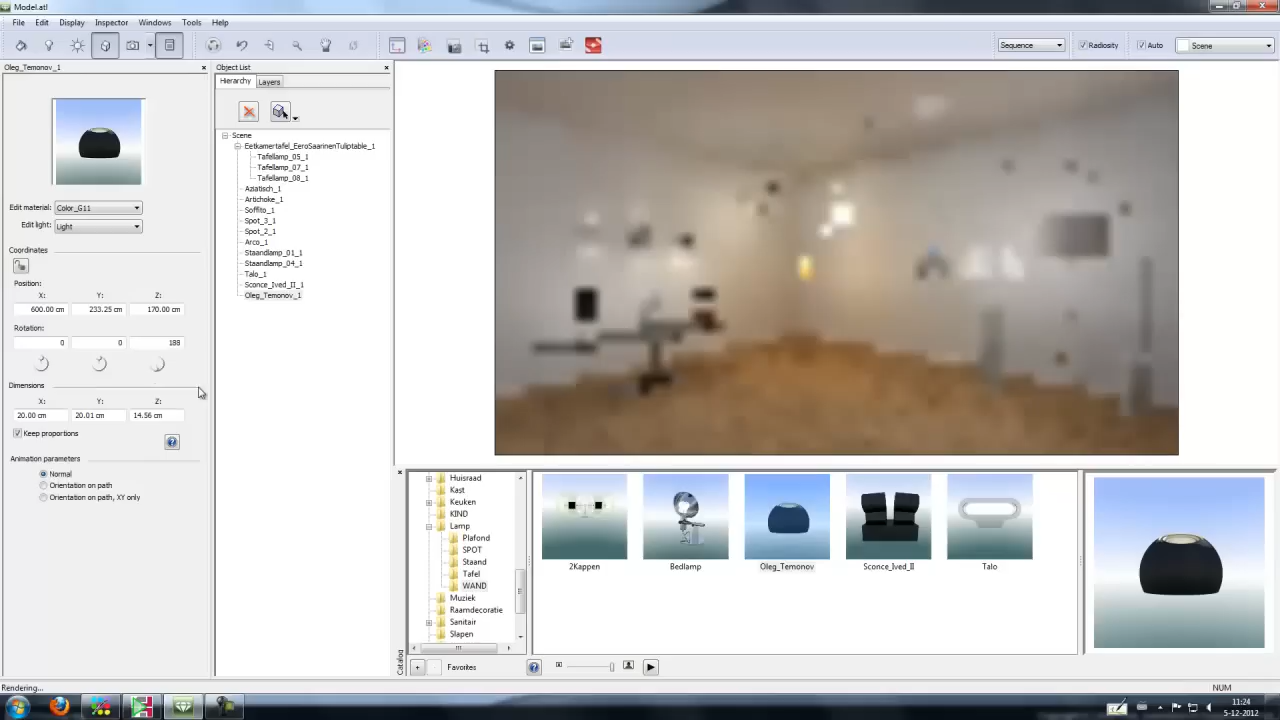 Model.atl
File Edit Display Inspector Windows Tools Help
Sequence Radiosity Auto Scene
Oleg_Temonov_1
Edit material: Color_G11
Edit light: Light
Coordinates
Position:
X: Y: Z:
600.00 cm 233.25 cm 170.00 cm
Rotation:
0 0 188
Dimensions
X: Y: Z:
20.00 cm 20.01 cm 14.56 cm
Keep proportions
Animation parameters
Normal
Orientation on path
Orientation on path, XY only
Object List
Hierarchy Layers
Scene
Eetkamertafel_EeroSaarinenTuliptable_1
Tafellamp_05_1
Tafellamp_07_1
Tafellamp_08_1
Aziatisch_1
Artichoke_1
Soffito_1
Spot_3_1
Spot_2_1
Arco_1
Staandlamp_01_1
Staandlamp_04_1
Talo_1
Sconce_Ived_II_1
Oleg_Temonov_1
Catalog
Huisraad
Kast
Keuken
KIND
Lamp
Plafond
SPOT
Staand
Tafel
WAND
Muziek
Raamdecoratie
Sanitair
Slapen
2Kappen Bedlamp Oleg_Temonov Sconce_Ived_II Talo
Favorites
Rendering... NUM
11:24
5-12-2012